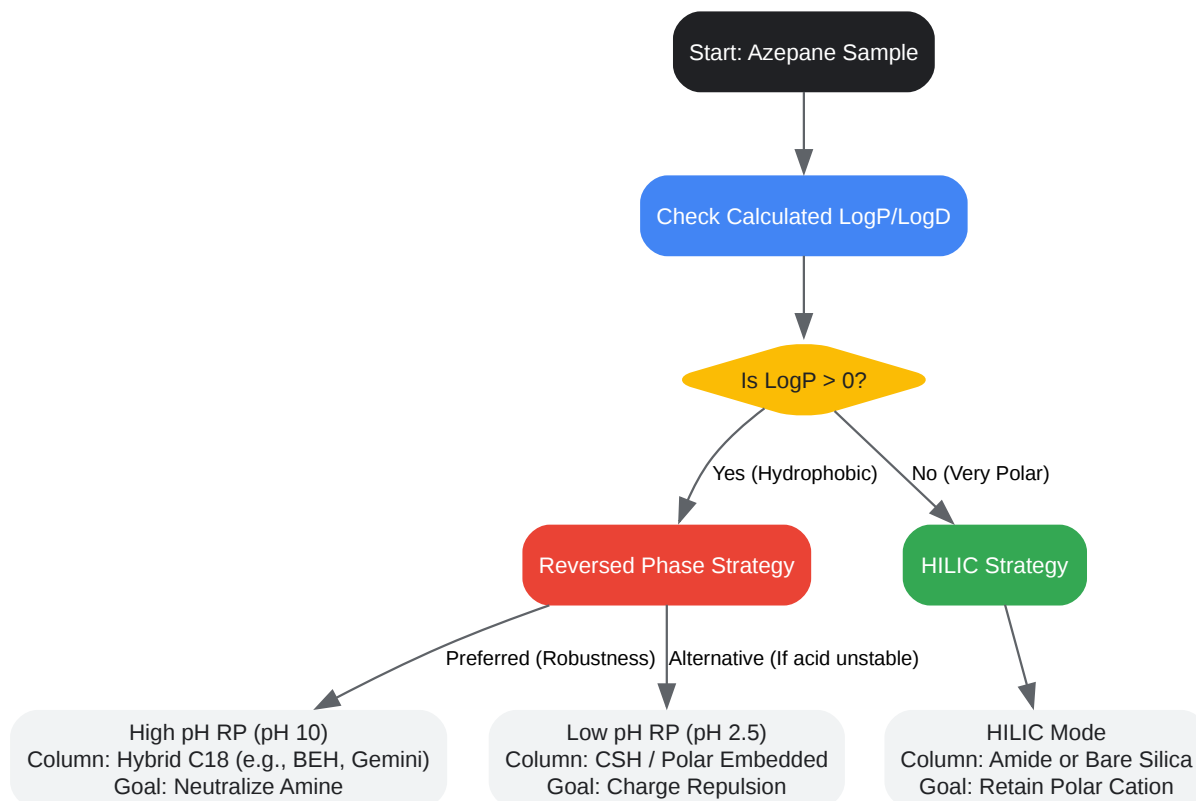 Start: Azepane Sample
Check Calculated LogP/LogD
Is LogP > 0?
Yes (Hydrophobic)
No (Very Polar)
Reversed Phase Strategy
HILIC Strategy
Preferred (Robustness)
Alternative (If acid unstable)
High pH RP (pH 10)
Column: Hybrid C18 (e.g., BEH, Gemini)
Goal: Neutralize Amine
Low pH RP (pH 2.5)
Column: CSH / Polar Embedded
Goal: Charge Repulsion
HILIC Mode
Column: Amide or Bare Silica
Goal: Retain Polar Cation